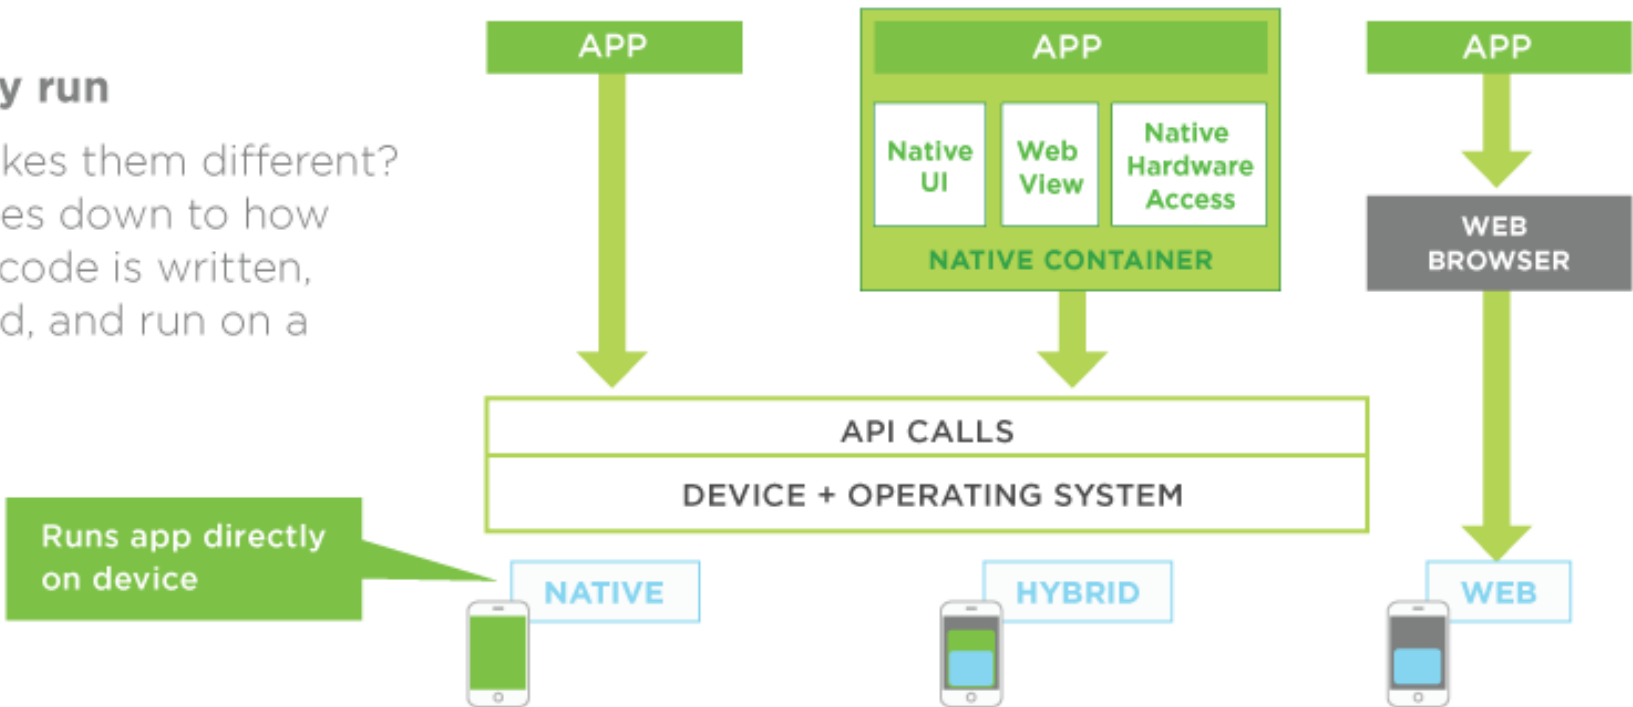 y run
kes them different?
es down to how
code is written,
d, and run on a
APP
APP
Native
UI
Web
View
Native
Hardware
Access
NATIVE CONTAINER
APP
WEB
BROWSER
API CALLS
DEVICE + OPERATING SYSTEM
Runs app directly
on device
NATIVE
HYBRID
WEB